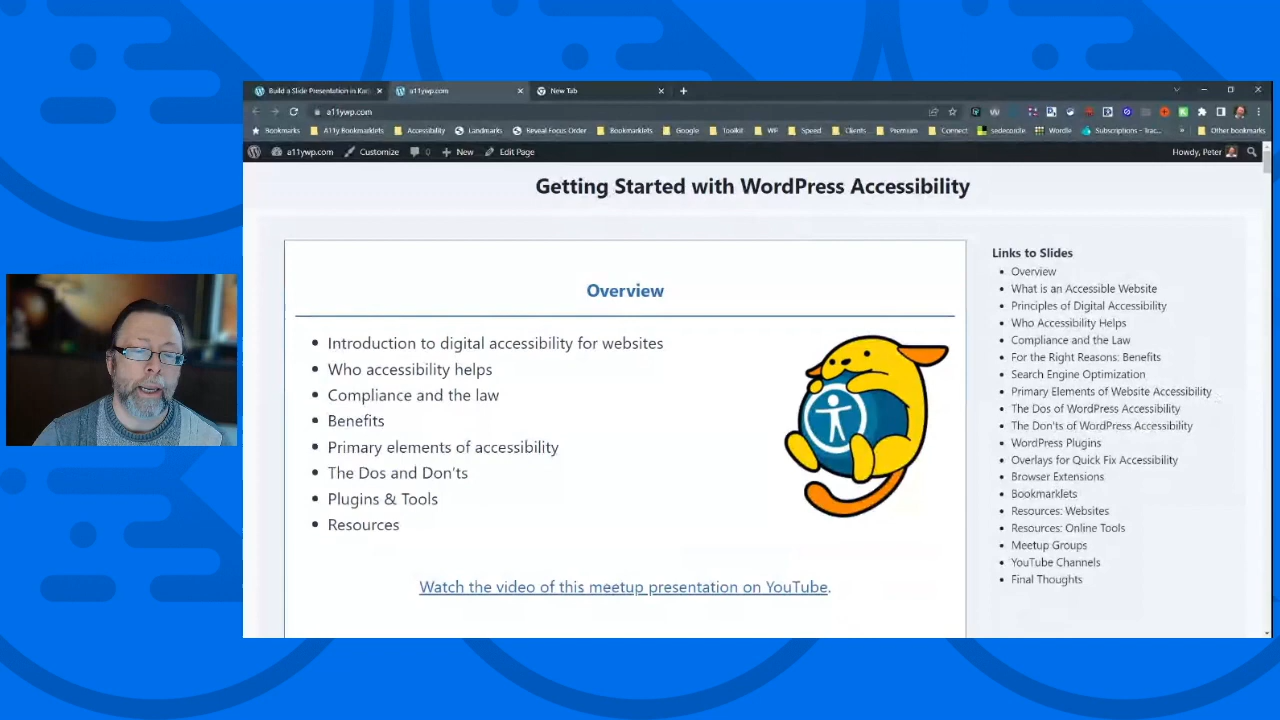 Build a Slide Presentation in Kad
a11ywp.com
New Tab
a11ywp.com
Bookmarks
A11y Bookmarklets
Accessibility
Landmarks
Reveal Focus Order
Bookmarklets
Google
Toolkit
WP
Speed
Clients
Premium
Connect
sedecordle
Wordle
Subscriptions - Trac...
»
Other bookmarks
a11ywp.com
Customize
0
New
Edit Page
Howdy, Peter
Getting Started with WordPress Accessibility
Overview
• Introduction to digital accessibility for websites
• Who accessibility helps
• Compliance and the law
• Benefits
• Primary elements of accessibility
• The Dos and Don'ts
• Plugins & Tools
• Resources
Watch the video of this meetup presentation on YouTube.
Links to Slides
• Overview
• What is an Accessible Website
• Principles of Digital Accessibility
• Who Accessibility Helps
• Compliance and the Law
• For the Right Reasons: Benefits
• Search Engine Optimization
• Primary Elements of Website Accessibility
• The Dos of WordPress Accessibility
• The Don'ts of WordPress Accessibility
• WordPress Plugins
• Overlays for Quick Fix Accessibility
• Browser Extensions
• Bookmarklets
• Resources: Websites
• Resources: Online Tools
• Meetup Groups
• YouTube Channels
• Final Thoughts